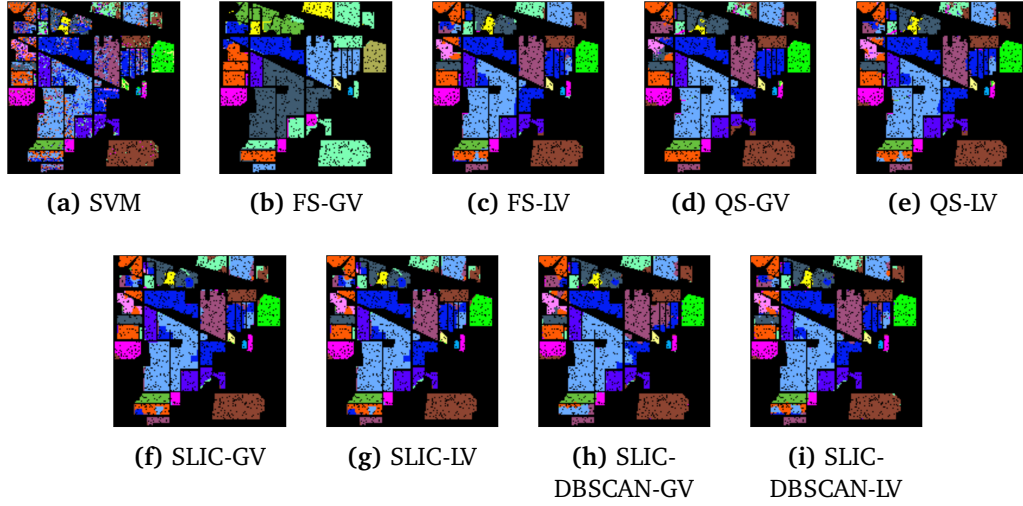 (a) SVM
(b) FS-GV
(c) FS-LV
(d) QS-GV
(e) QS-LV
(f) SLIC-GV
(g) SLIC-LV
(h) SLIC-
DBSCAN-GV
(i) SLIC-
DBSCAN-LV